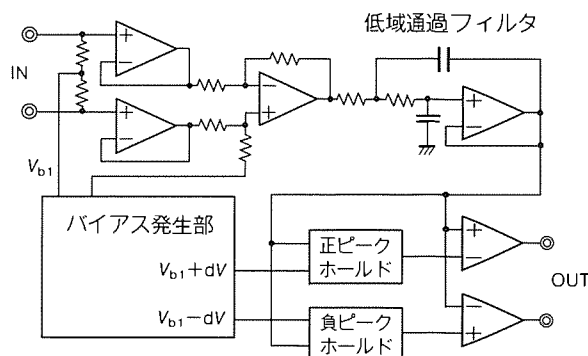 低域通過フィルタ
IN
+
−
+
−
−
+
+
−
Vb1
バイアス発生部
Vb1+dV
Vb1−dV
正ピーク
ホールド
負ピーク
ホールド
+
−
−
+
OUT